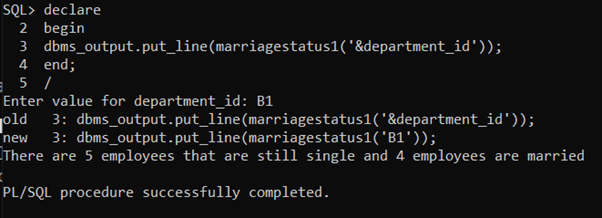 SQL> declare
2 begin
3 dbms_output.put_line(marriagestatus1('&department_id'));
4 end;
5 /
Enter value for department_id: B1
old 3: dbms_output.put_line(marriagestatus1('&department_id'));
new 3: dbms_output.put_line(marriagestatus1('B1'));
There are 5 employees that are still single and 4 employees are married
PL/SQL procedure successfully completed.